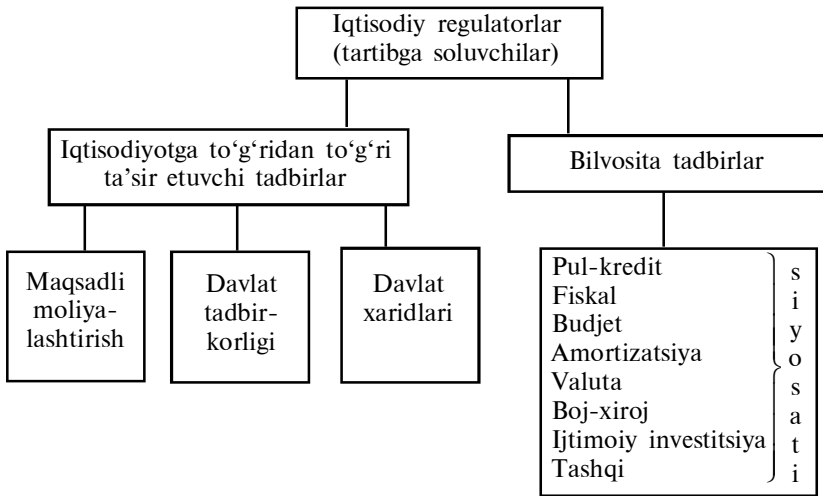 Iqtisodiy regulatorlar
(tartibga soluvchilar)
Iqtisodiyotga to‘g‘ridan to‘g‘ri
ta’sir etuvchi tadbirlar
Bilvosita tadbirlar
Maqsadli
moliya-
lashtirish
Davlat
tadbir-
korligi
Davlat
xaridlari
Pul-kredit
Fiskal
Budjet
Amortizatsiya
Valuta
Boj-xiroj
Ijtimoiy investitsiya
Tashqi
s
i
y
o
s
a
t
i